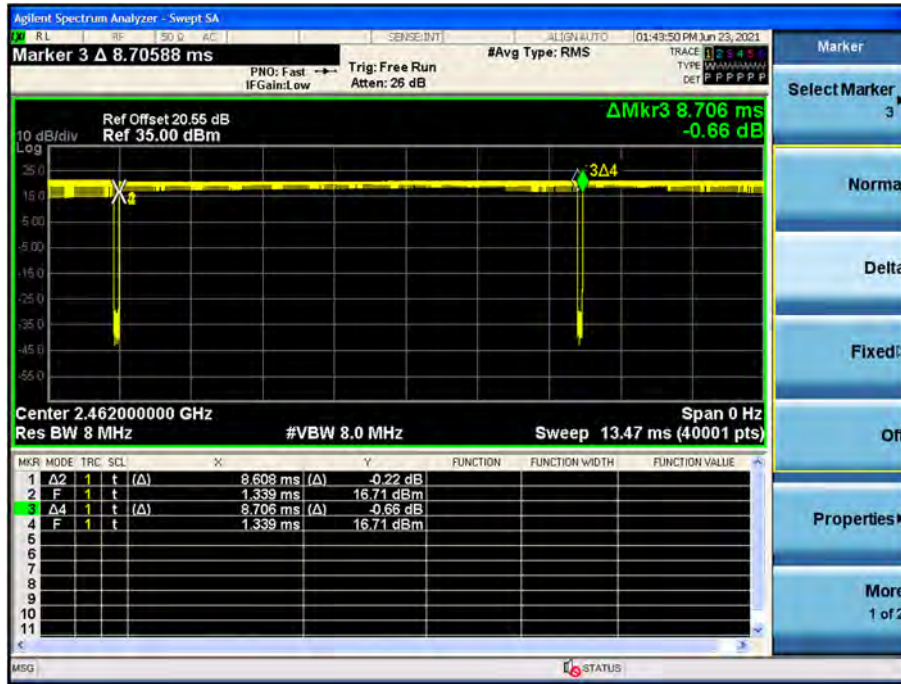 Agilent Spectrum Analyzer - Swept SA
RL RF 50 Ω AC SENSE:INT ALIGN AUTO 01:43:50 PM Jun 23, 2021
Marker 3 Δ 8.70588 ms #Avg Type: RMS TRACE 1 2 3 4 5 6
PNO: Fast Trig: Free Run TYPE
IFGain:Low Atten: 26 dB DET P P P P P P
ΔMkr3 8.706 ms
-0.66 dB
Ref Offset 20.55 dB
10 dB/div Ref 35.00 dBm
Log
25.0
15.0
5.00
-5.00
-15.0
-25.0
-35.0
-45.0
-55.0
3Δ4
Center 2.462000000 GHz Span 0 Hz
Res BW 8 MHz #VBW 8.0 MHz Sweep 13.47 ms (40001 pts)
MKR MODE TRC SCL X Y FUNCTION FUNCTION WIDTH FUNCTION VALUE
1 Δ2 1 t (Δ) 8.608 ms (Δ) -0.22 dB
2 F 1 t 1.339 ms 16.71 dBm
3 Δ4 1 t (Δ) 8.706 ms (Δ) -0.66 dB
4 F 1 t 1.339 ms 16.71 dBm
5
6
7
8
9
10
11
MSG STATUS
Marker
Select Marker
3
Norma
Delta
Fixed
Of
Properties
More
1 of 2